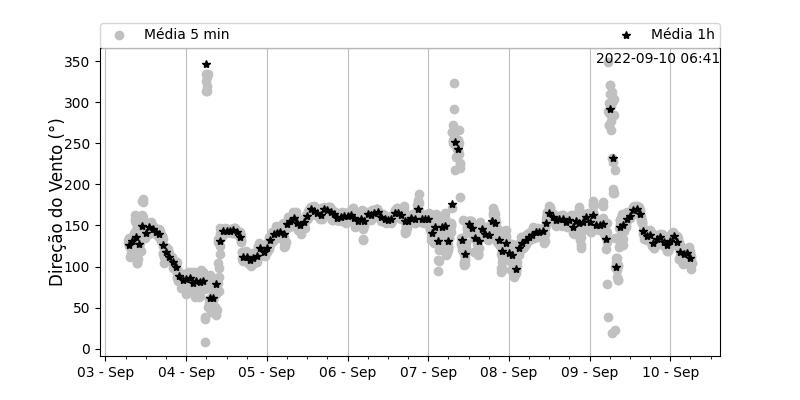 Média 5 min
Média 1h
2022-09-10 06:41
Direção do Vento (°)
350
300
250
200
150
100
50
0
03 - Sep
04 - Sep
05 - Sep
06 - Sep
07 - Sep
08 - Sep
09 - Sep
10 - Sep